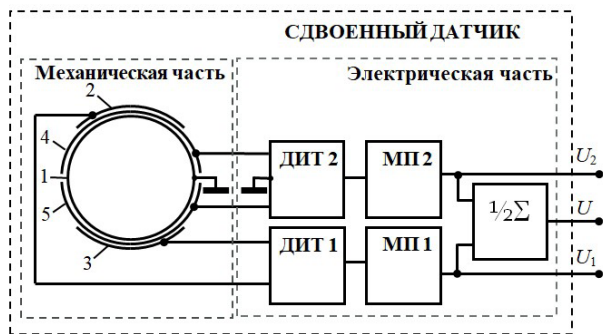 СДВОЕННЫЙ ДАТЧИК
Механическая часть
Электрическая часть
2
4
1
5
3
ДИТ 2
МП 2
ДИТ 1
МП 1
½Σ
U₂
U
U₁